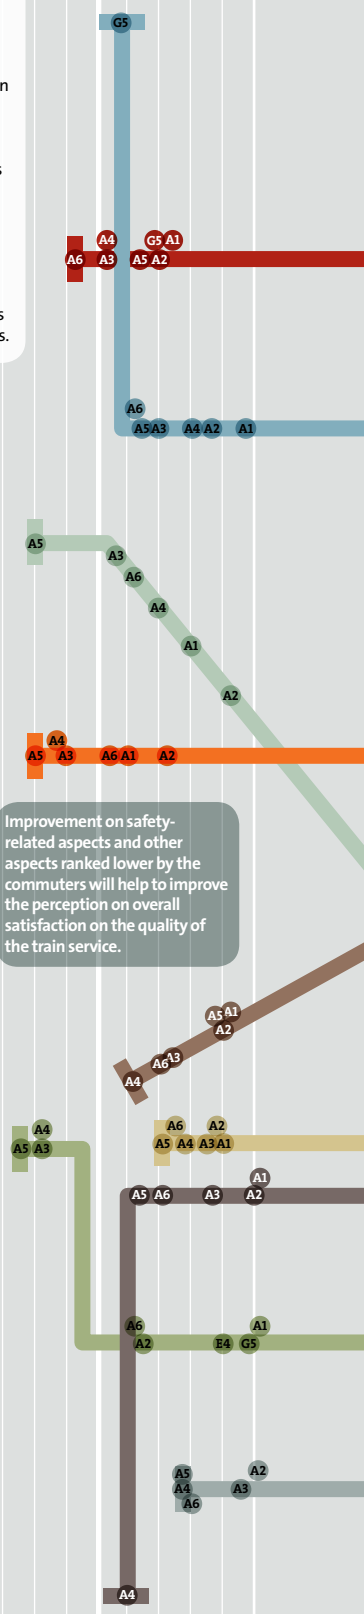 G5
n
s
A4 G5 A1
A6 A3 A5 A2
s
s.
A6
A5 A3 A4 A2 A1
A5
A3
A6
A4
A1
A2
A4
A5 A3 A6 A1 A2
Improvement on safety-
related aspects and other
aspects ranked lower by the
commuters will help to improve
the perception on overall
satisfaction on the quality of
the train service.
A5 A1
A2
A6 A3
A4
A4
A5 A3
A6 A2
A5 A4 A3 A1
A1
A5 A6 A3 A2
A6 A1
A2 E4 G5
A5 A2
A4 A3
A6
A4